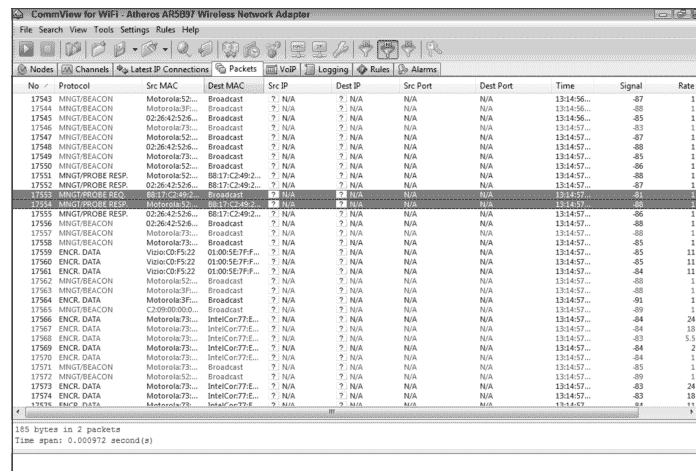 CommView for WiFi - Atheros AR5B97 Wireless Network Adapter
File Search View Tools Settings Rules Help
Nodes Channels Latest IP Connections Packets VoIP Logging Rules Alarms
No Protocol Src MAC Dest MAC Src IP Dest IP Src Port Dest Port Time Signal Rate
17543 MNGT/BEACON Motorola:52:... Broadcast ? N/A ? N/A N/A N/A 13:14:56... -87 1
17544 MNGT/BEACON Motorola:3F:... Broadcast ? N/A ? N/A N/A N/A 13:14:56... -88 1
17545 MNGT/BEACON 02:26:42:52:6... Broadcast ? N/A ? N/A N/A N/A 13:14:56... -85 1
17546 MNGT/BEACON Motorola:73:... Broadcast ? N/A ? N/A N/A N/A 13:14:57... -83 1
17547 MNGT/BEACON Motorola:52:... Broadcast ? N/A ? N/A N/A N/A 13:14:57... -87 1
17548 MNGT/BEACON 02:26:42:52:6... Broadcast ? N/A ? N/A N/A N/A 13:14:57... -88 1
17549 MNGT/BEACON Motorola:73:... Broadcast ? N/A ? N/A N/A N/A 13:14:57... -85 1
17550 MNGT/BEACON Motorola:52:... Broadcast ? N/A ? N/A N/A N/A 13:14:57... -86 1
17551 MNGT/PROBE RESP. Motorola:52:... B8:17:C2:49:2... ? N/A ? N/A N/A N/A 13:14:57... -88 1
17552 MNGT/PROBE RESP. 02:26:42:52:6... B8:17:C2:49:2... ? N/A ? N/A N/A N/A 13:14:57... -87 1
17553 MNGT/PROBE REQ. B8:17:C2:49:2... Broadcast ? N/A ? N/A N/A N/A 13:14:57... -81 1
17554 MNGT/PROBE RESP. Motorola:52:... B8:17:C2:49:2... ? N/A ? N/A N/A N/A 13:14:57... -88 1
17555 MNGT/PROBE RESP. 02:26:42:52:6... B8:17:C2:49:2... ? N/A ? N/A N/A N/A 13:14:57... -86 1
17556 MNGT/BEACON 02:26:42:52:6... Broadcast ? N/A ? N/A N/A N/A 13:14:57... -88 1
17557 MNGT/BEACON Motorola:73:... Broadcast ? N/A ? N/A N/A N/A 13:14:57... -88 1
17558 MNGT/BEACON Motorola:73:... Broadcast ? N/A ? N/A N/A N/A 13:14:57... -85 1
17559 ENCR. DATA Vizio:C0:F5:22 01:00:5E:7F:F... ? N/A ? N/A N/A N/A 13:14:57... -85 11
17560 ENCR. DATA Vizio:C0:F5:22 01:00:5E:7F:F... ? N/A ? N/A N/A N/A 13:14:57... -85 11
17561 ENCR. DATA Vizio:C0:F5:22 01:00:5E:7F:F... ? N/A ? N/A N/A N/A 13:14:57... -84 11
17562 MNGT/BEACON Motorola:52:... Broadcast ? N/A ? N/A N/A N/A 13:14:57... -88 1
17563 MNGT/BEACON Motorola:3F:... Broadcast ? N/A ? N/A N/A N/A 13:14:57... -88 1
17564 ENCR. DATA Motorola:3F:... Broadcast ? N/A ? N/A N/A N/A 13:14:57... -91 1
17565 MNGT/BEACON C2:09:00:00:0... Broadcast ? N/A ? N/A N/A N/A 13:14:57... -89 1
17566 ENCR. DATA Motorola:73:... IntelCor:77:E... ? N/A ? N/A N/A N/A 13:14:57... -84 24
17567 ENCR. DATA Motorola:73:... IntelCor:77:E... ? N/A ? N/A N/A N/A 13:14:57... -84 18
17568 ENCR. DATA Motorola:73:... IntelCor:77:E... ? N/A ? N/A N/A N/A 13:14:57... -83 5.5
17569 ENCR. DATA Motorola:73:... IntelCor:77:E... ? N/A ? N/A N/A N/A 13:14:57... -84 2
17570 ENCR. DATA Motorola:73:... IntelCor:77:E... ? N/A ? N/A N/A N/A 13:14:57... -84 1
17571 MNGT/BEACON Motorola:73:... Broadcast ? N/A ? N/A N/A N/A 13:14:57... -85 1
17572 MNGT/BEACON Motorola:52:... Broadcast ? N/A ? N/A N/A N/A 13:14:57... -89 1
17573 ENCR. DATA Motorola:73:... IntelCor:77:E... ? N/A ? N/A N/A N/A 13:14:57... -83 24
17574 ENCR. DATA Motorola:73:... IntelCor:77:E... ? N/A ? N/A N/A N/A 13:14:57... -83 18
17575 ENCR. DATA Motorola:73:... IntelCor:77:E... ? N/A ? N/A N/A N/A 13:14:57... -84 11
185 bytes in 2 packets
Time span: 0.000972 second(s)